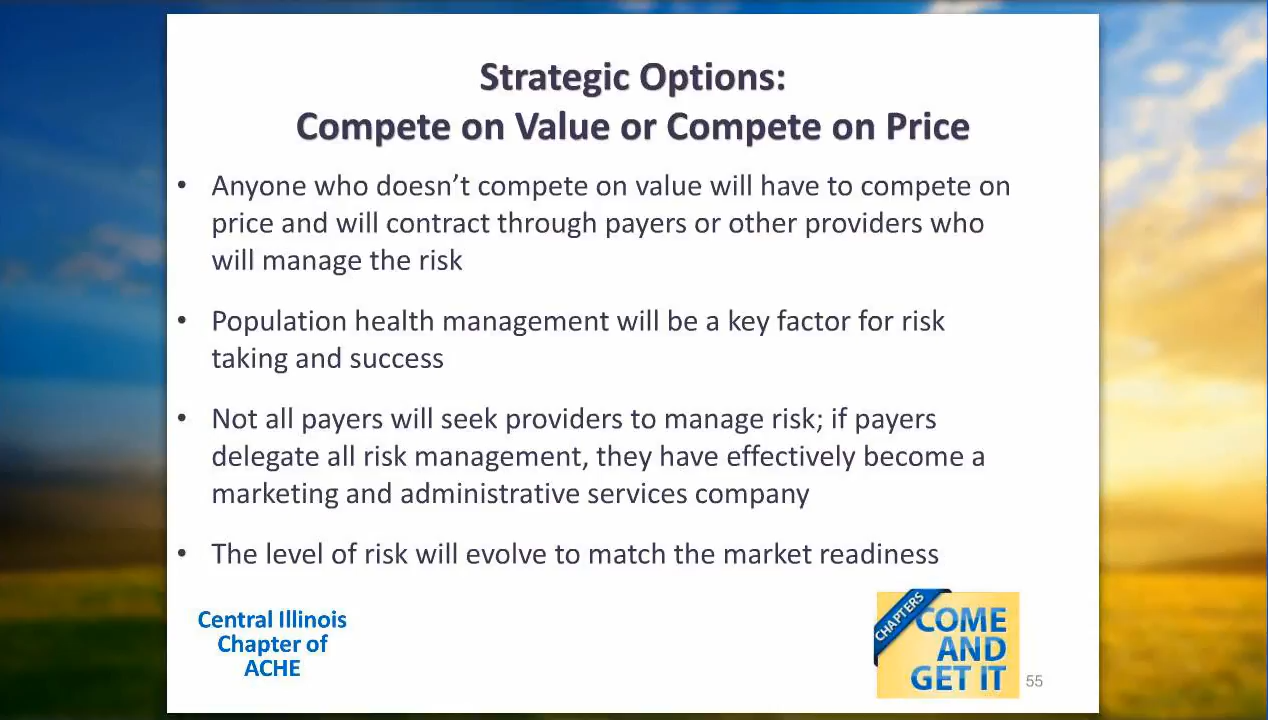 Strategic Options:
Compete on Value or Compete on Price
• Anyone who doesn’t compete on value will have to compete on
price and will contract through payers or other providers who
will manage the risk
• Population health management will be a key factor for risk
taking and success
• Not all payers will seek providers to manage risk; if payers
delegate all risk management, they have effectively become a
marketing and administrative services company
• The level of risk will evolve to match the market readiness
Central Illinois
Chapter of
ACHE
CHAPTERS
COME
AND
GET IT
55